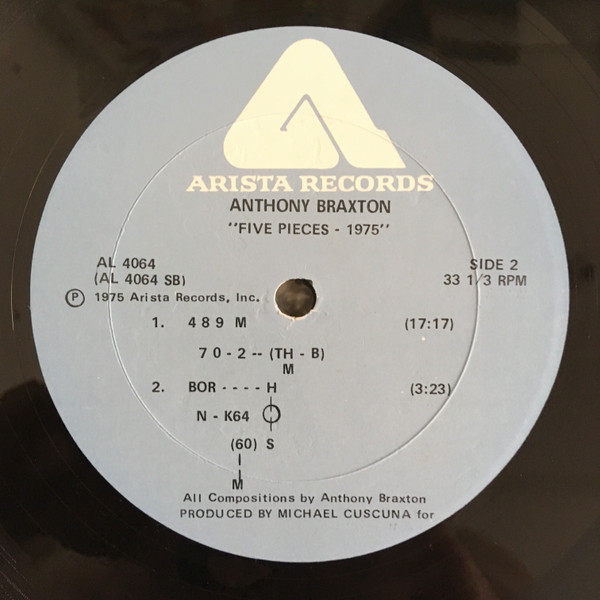 ARISTA RECORDS
ANTHONY BRAXTON
"FIVE PIECES - 1975"
AL 4064 SIDE 2
(AL 4064 SB) 33 1/3 RPM
Ⓟ 1975 Arista Records, Inc.
1. 489 M (17:17)
70-2 -- (TH - B)
M
2. BOR - - - - H (3:23)
N - K64
(60) S
M
All Compositions by Anthony Braxton
PRODUCED BY MICHAEL CUSCUNA for